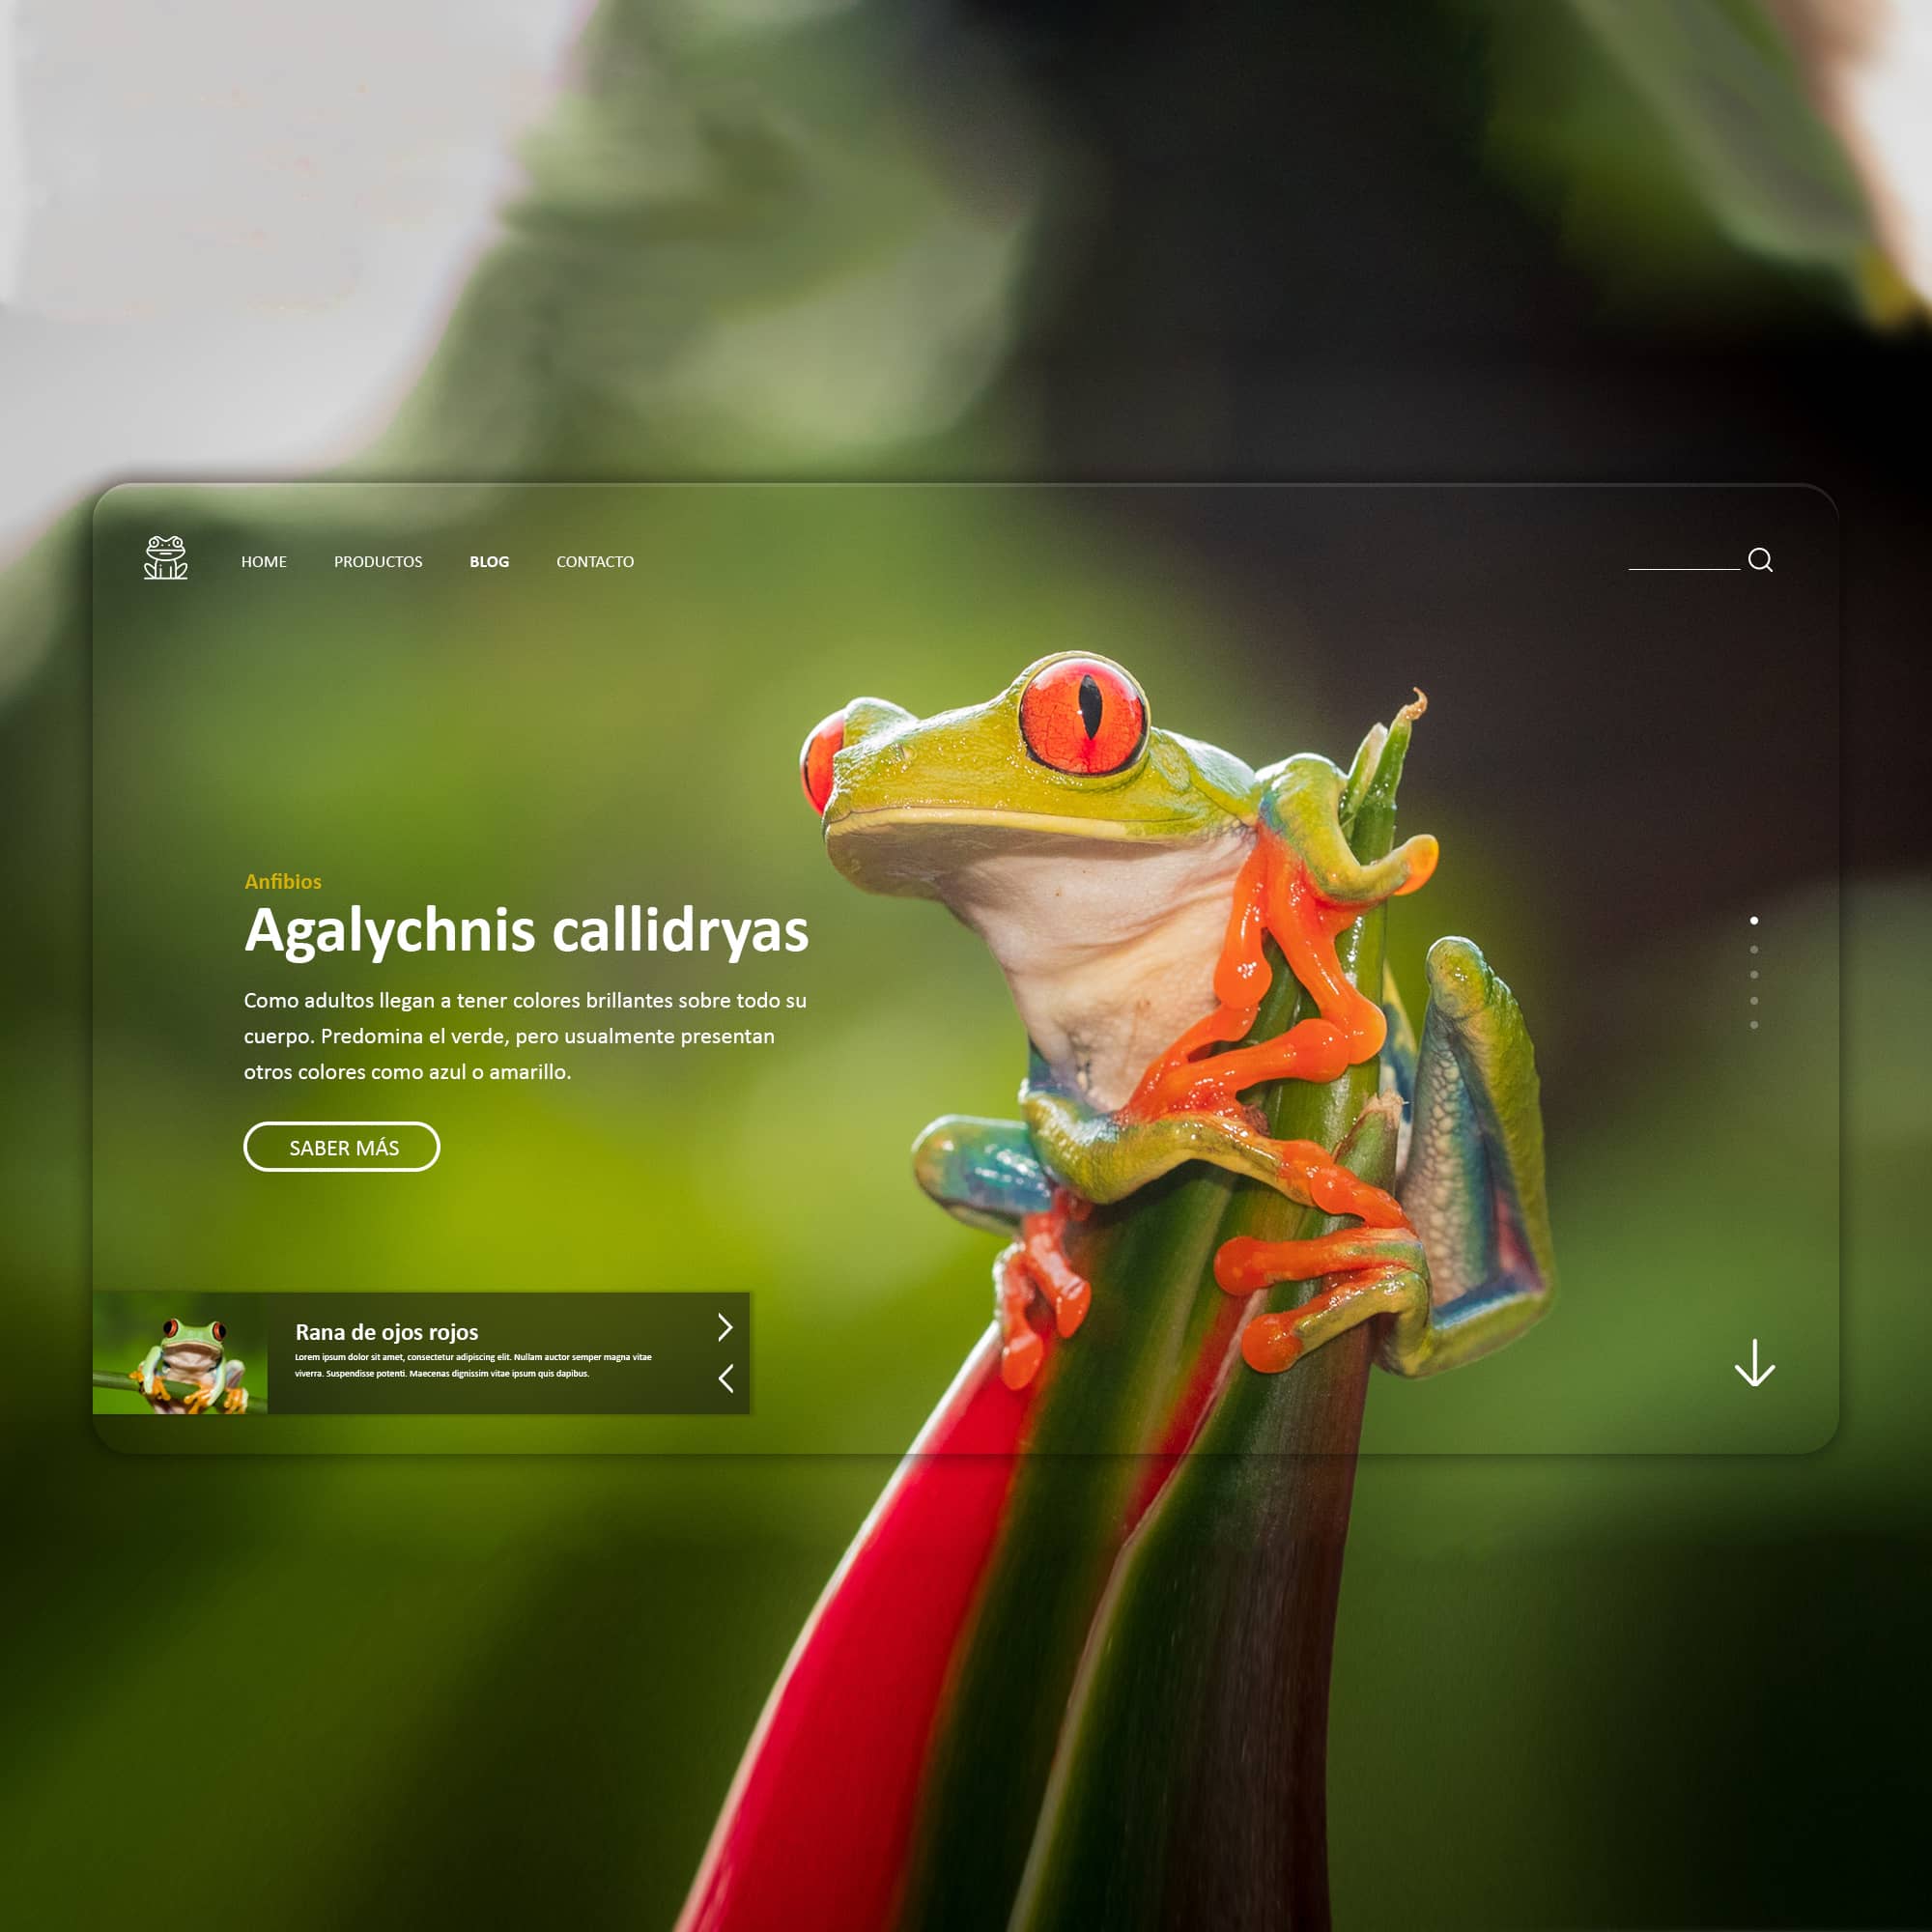 HOME PRODUCTOS BLOG CONTACTO
Anfibios
Agalychnis callidryas
Como adultos llegan a tener colores brillantes sobre todo su
cuerpo. Predomina el verde, pero usualmente presentan
otros colores como azul o amarillo.
SABER MÁS
Rana de ojos rojos
Lorem ipsum dolor sit amet, consectetur adipiscing elit. Nullam auctor semper magna vitae
viverra. Suspendisse potenti. Maecenas dignissim vitae ipsum quis dapibus.